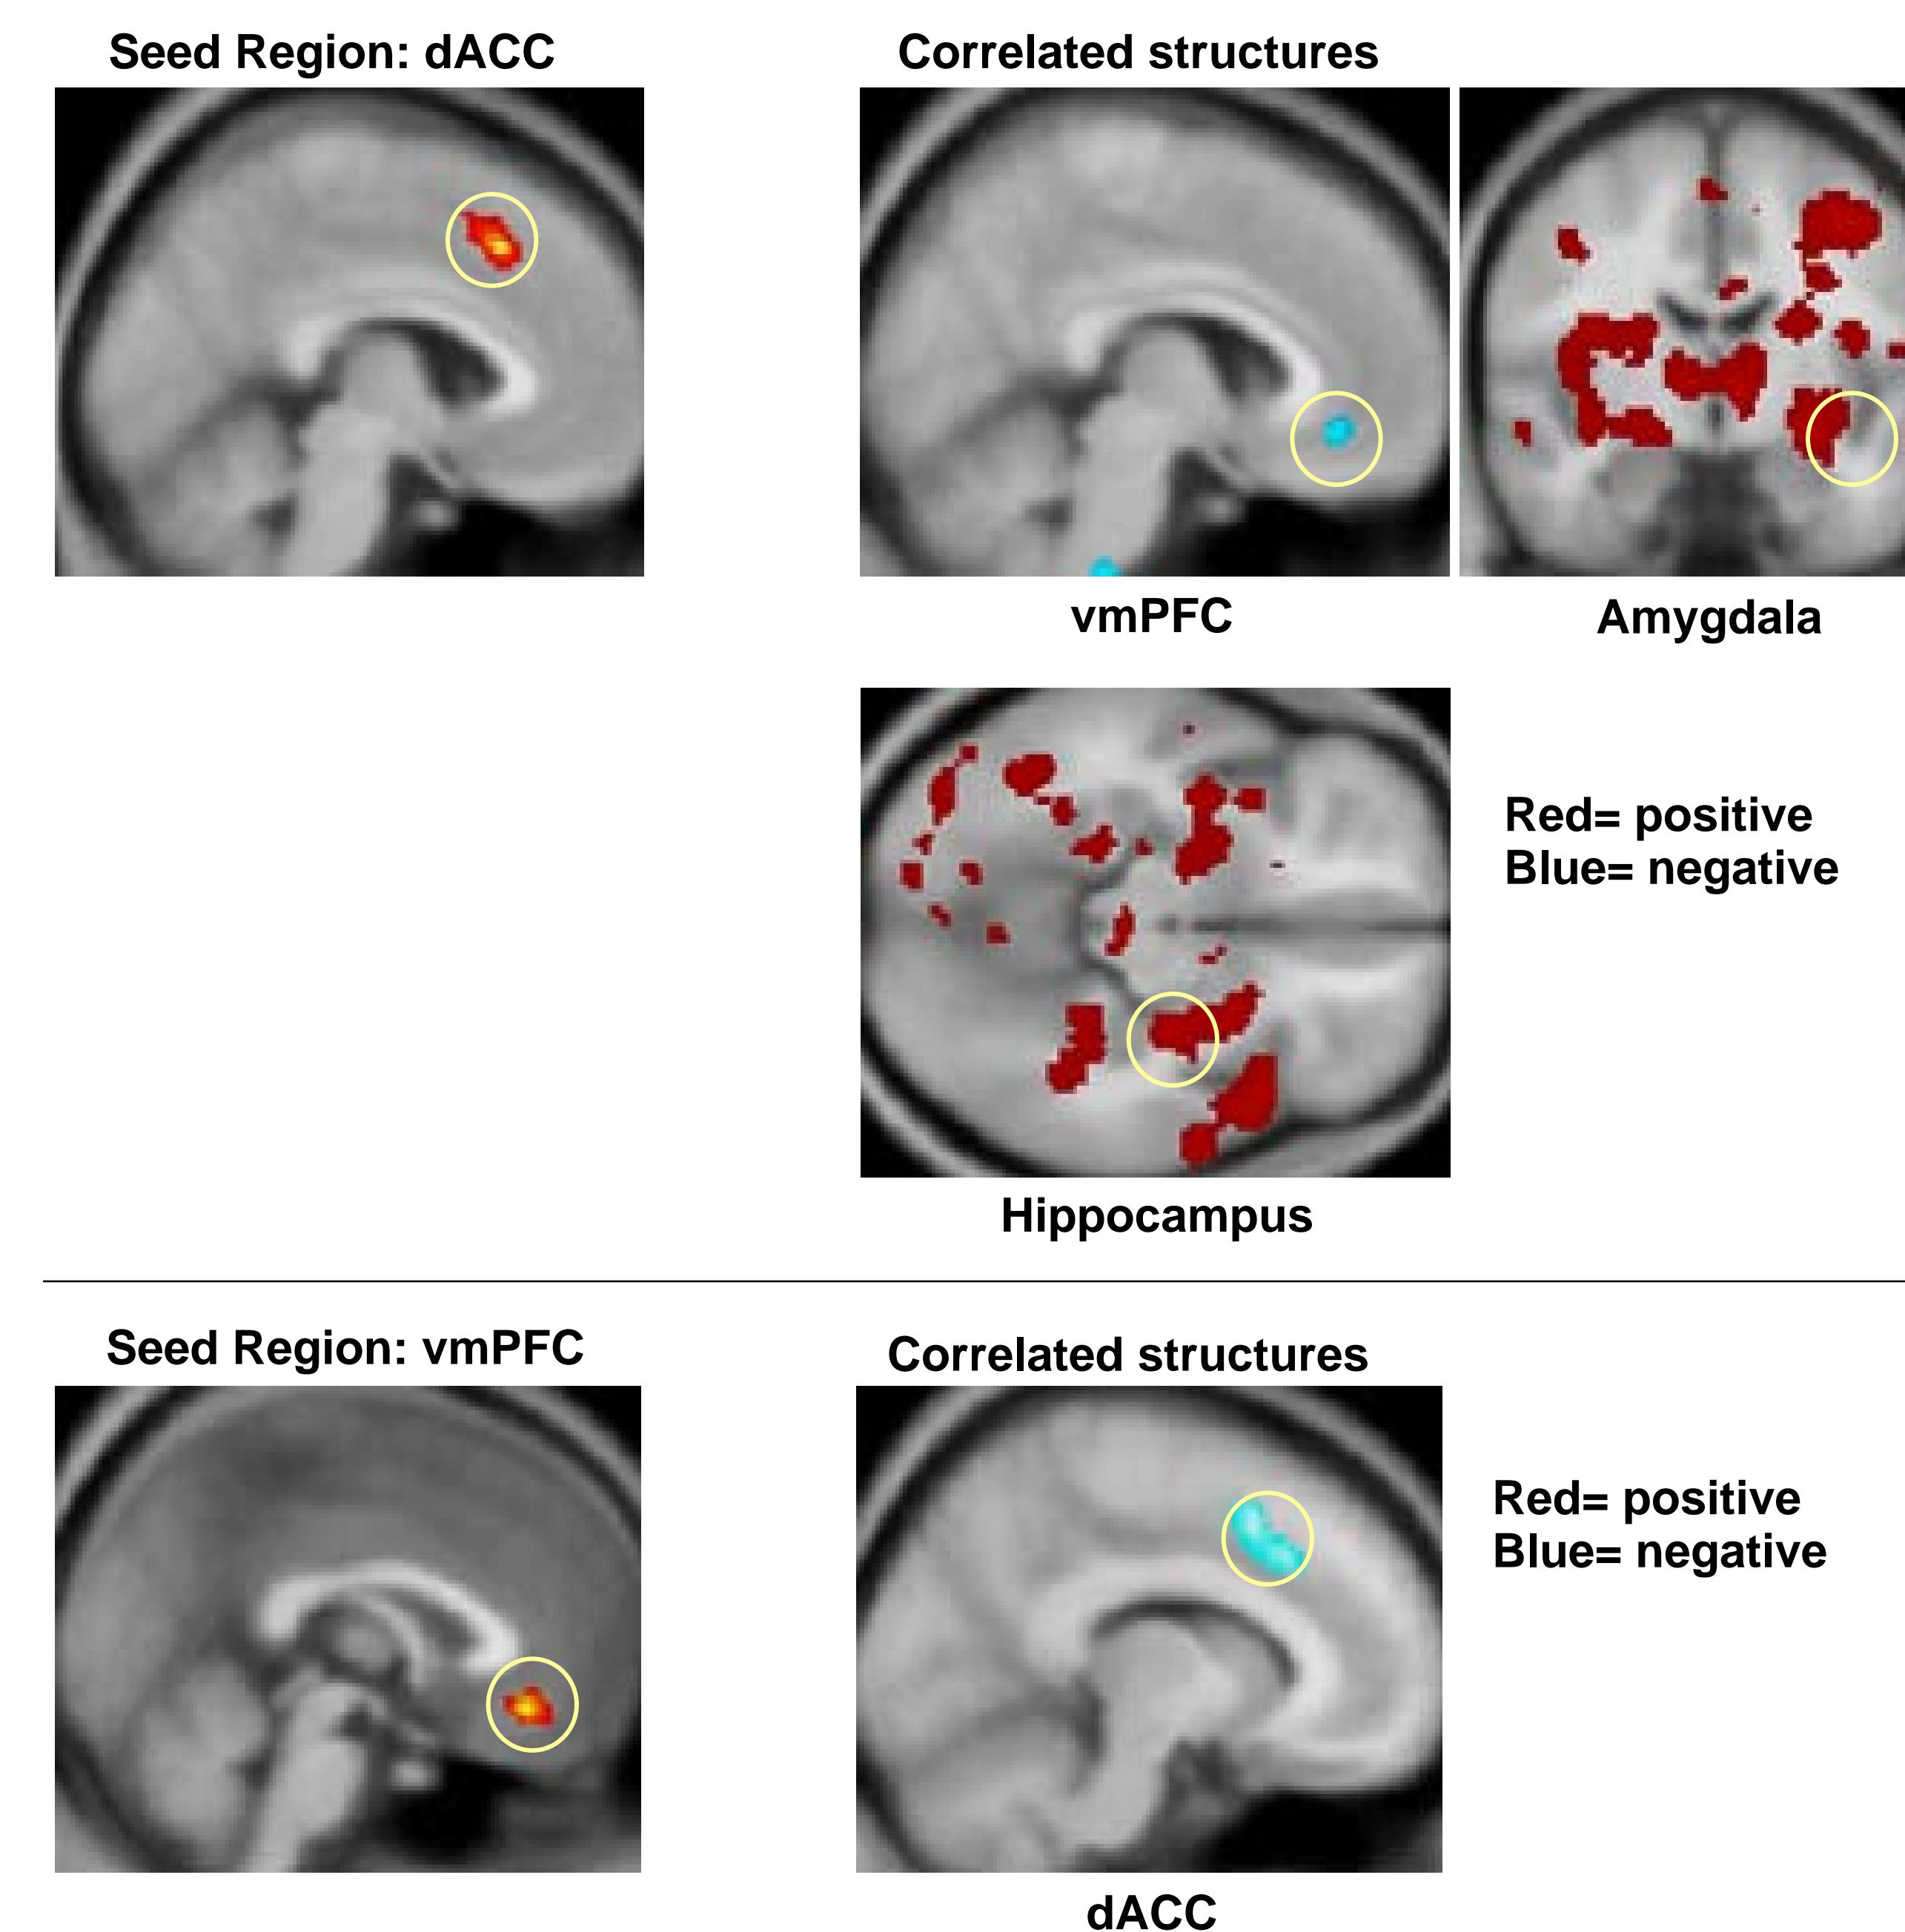 Seed Region: dACC
Correlated structures
vmPFC
Amygdala
Red= positive
Blue= negative
Hippocampus
Seed Region: vmPFC
Correlated structures
Red= positive
Blue= negative
dACC